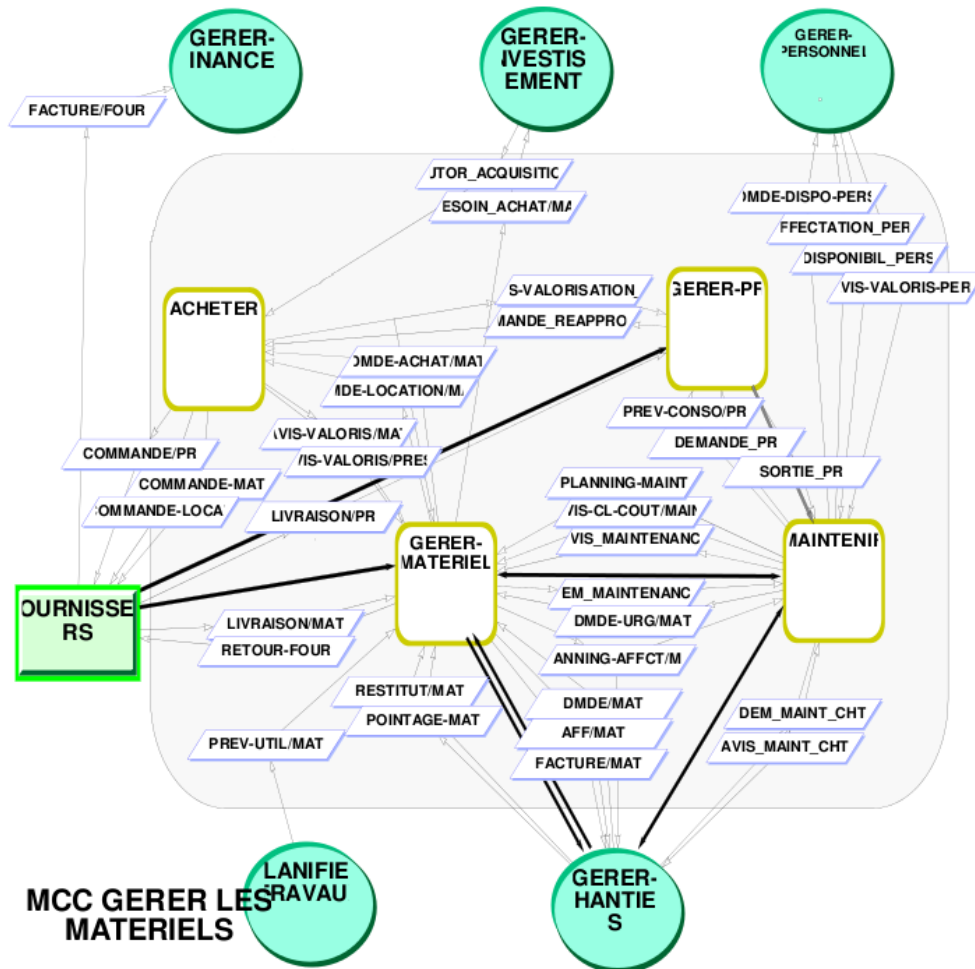 GERER-
INANCE
GERER-
NVESTIS
EMENT
GERER-
PERSONNEL
FACTURE/FOUR
JTOR_ACQUISITIC
ESOIN_ACHAT/MA
OMDE-DISPO-PERS
FFECTATION_PER
DISPONIBIL_PERS
VIS-VALORIS-PER
ACHETER
S-VALORISATION_
MANDE_REAPPRO
GERER-PF
OMDE-ACHAT/MAT
MDE-LOCATION/MA
AVIS-VALORIS/MAT
VIS-VALORIS/PRES
PREV-CONSO/PR
DEMANDE_PR
SORTIE_PR
COMMANDE/PR
COMMANDE-MAT
OMMANDE-LOCA
LIVRAISON/PR
PLANNING-MAINT
VIS-CL-COUT/MAIN
VIS_MAINTENANC
GERER-
MATERIEL
MAINTENIF
OURNISSE
RS
EM_MAINTENANC
DMDE-URG/MAT
ANNING-AFFCT/M
LIVRAISON/MAT
RETOUR-FOUR
RESTITUT/MAT
POINTAGE-MAT
PREV-UTIL/MAT
DMDE/MAT
AFF/MAT
FACTURE/MAT
DEM_MAINT_CHT
AVIS_MAINT_CHT
LANIFIE
TRAVAU
GERER-
HANTIE
S
MCC GERER LES
MATERIELS